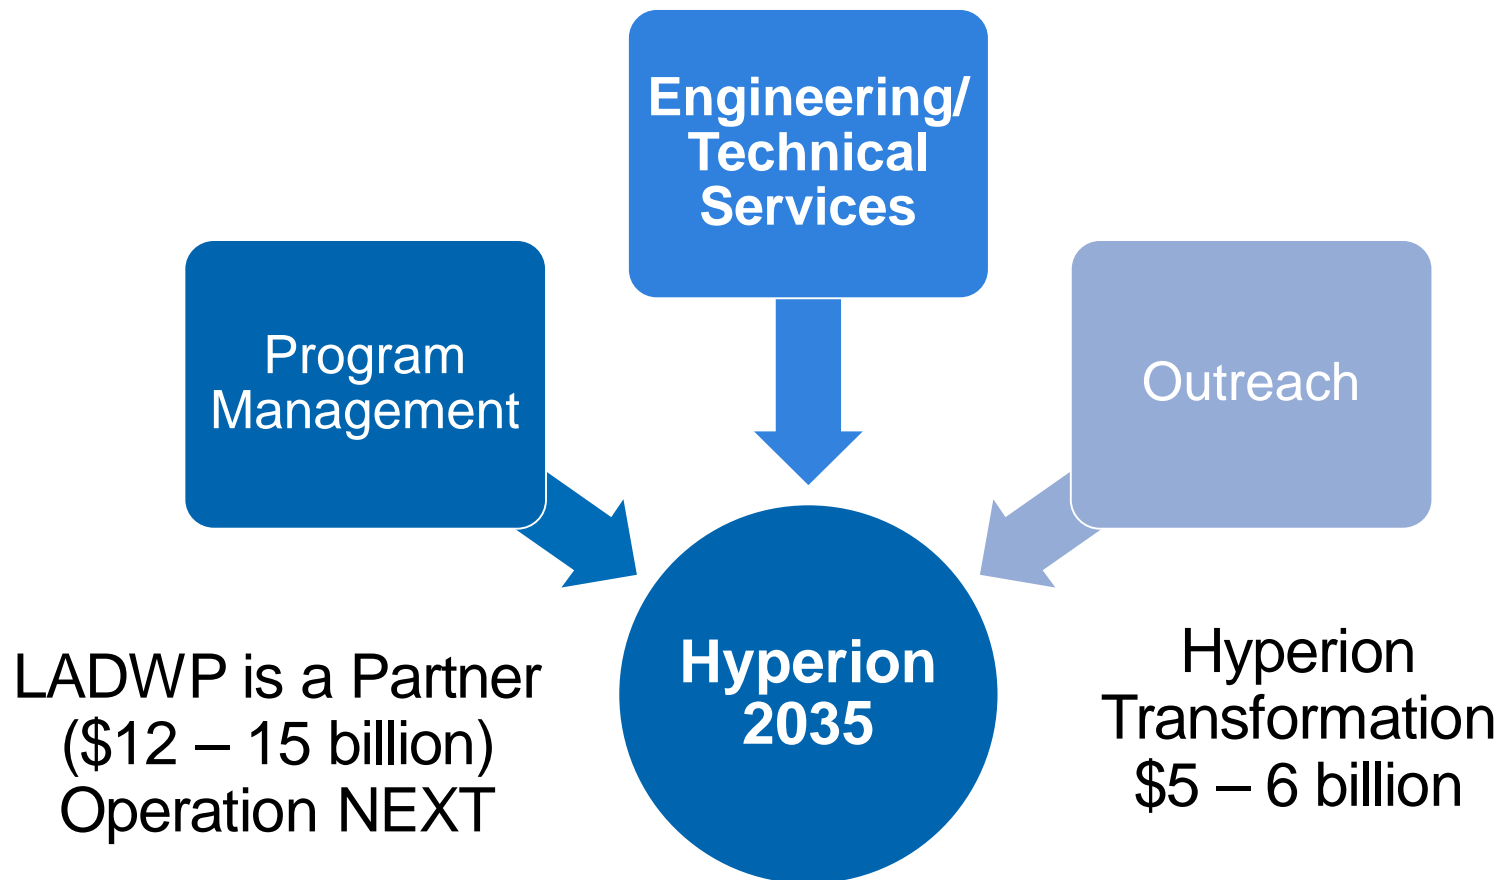 Engineering/
Technical
Services
Program
Management
Outreach
Hyperion
2035
LADWP is a Partner
($12 – 15 billion)
Operation NEXT
Hyperion
Transformation
$5 – 6 billion